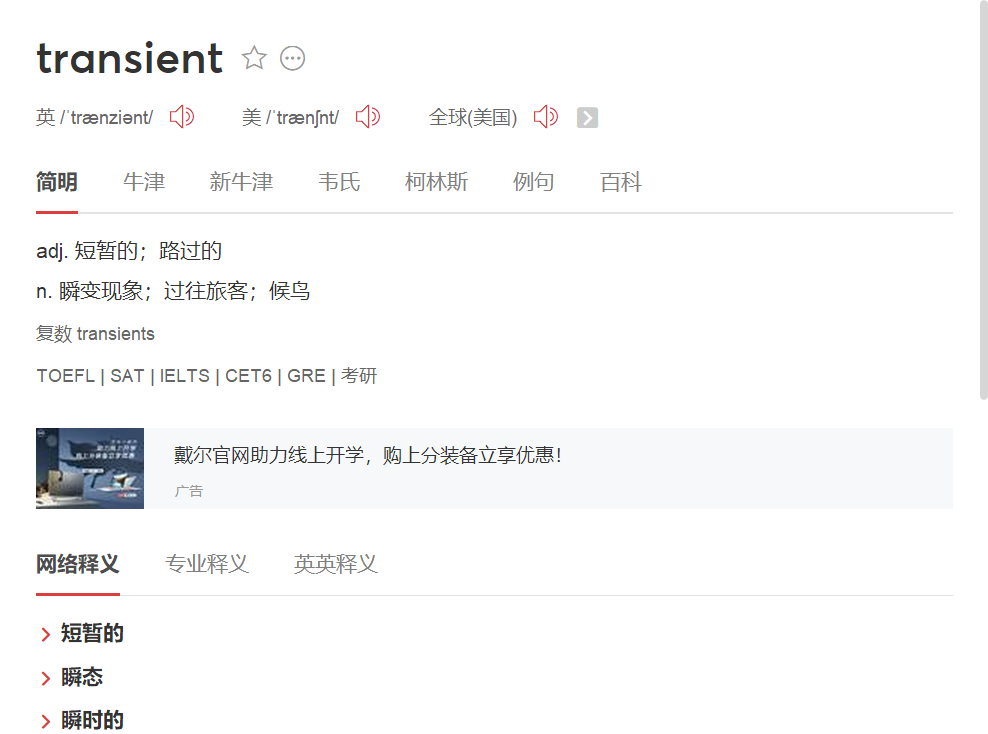 transient
英 /ˈtrænziənt/ 美 /ˈtrænʃnt/ 全球(美国)
简明 牛津 新牛津 韦氏 柯林斯 例句 百科
adj. 短暂的；路过的
n. 瞬变现象；过往旅客；候鸟
复数 transients
TOEFL | SAT | IELTS | CET6 | GRE | 考研
戴尔官网助力线上开学，购上分装备立享优惠！
广告
网络释义 专业释义 英英释义
短暂的
瞬态
瞬时的